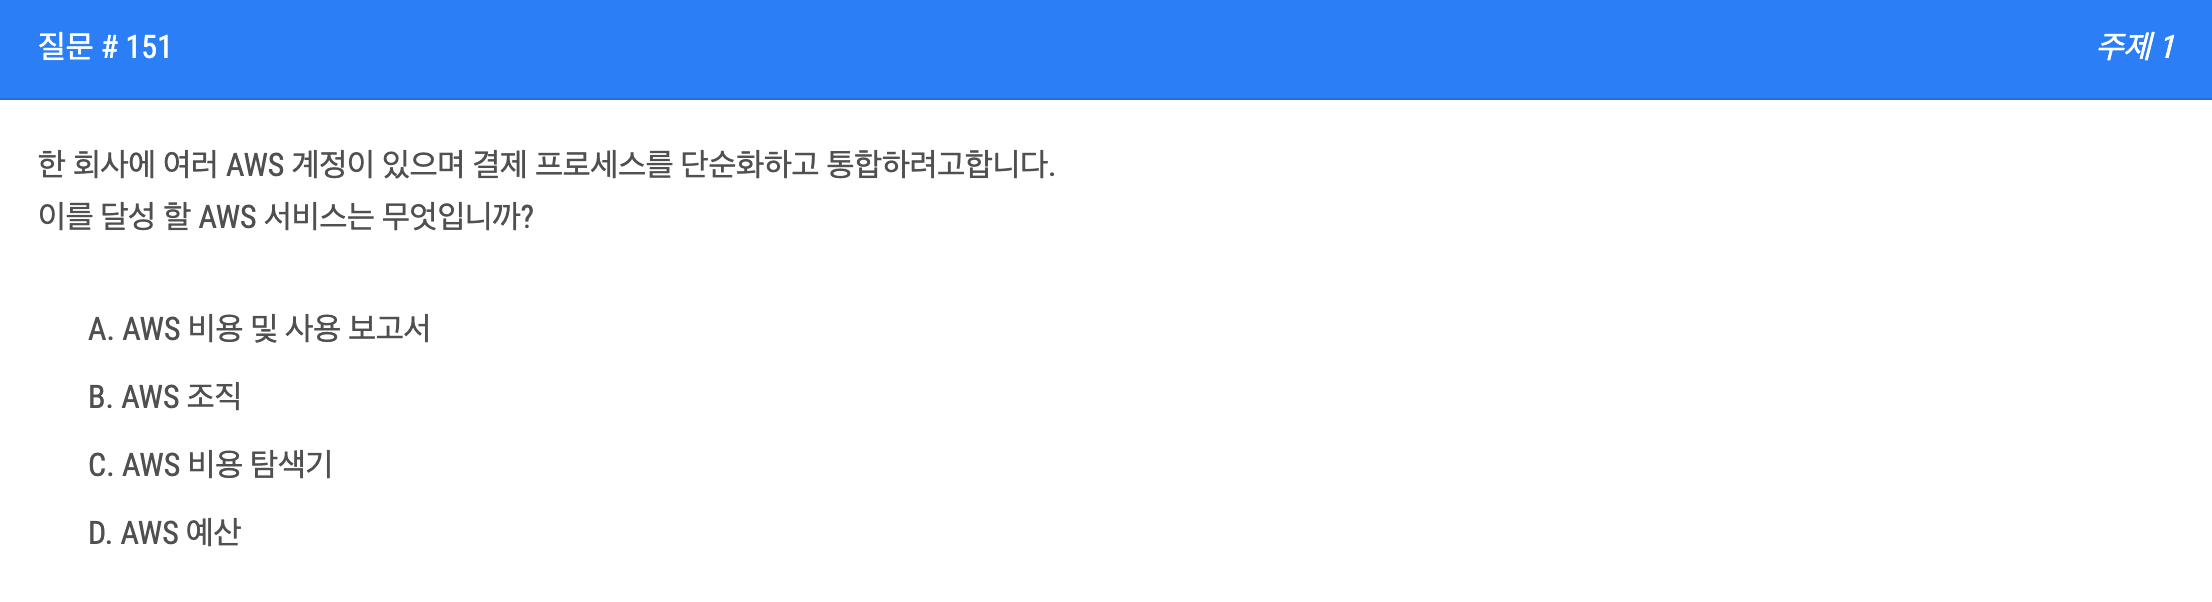 질문 # 151
주제 1
한 회사에 여러 AWS 계정이 있으며 결제 프로세스를 단순화하고 통합하려고합니다.
이를 달성 할 AWS 서비스는 무엇입니까?
A. AWS 비용 및 사용 보고서
B. AWS 조직
C. AWS 비용 탐색기
D. AWS 예산